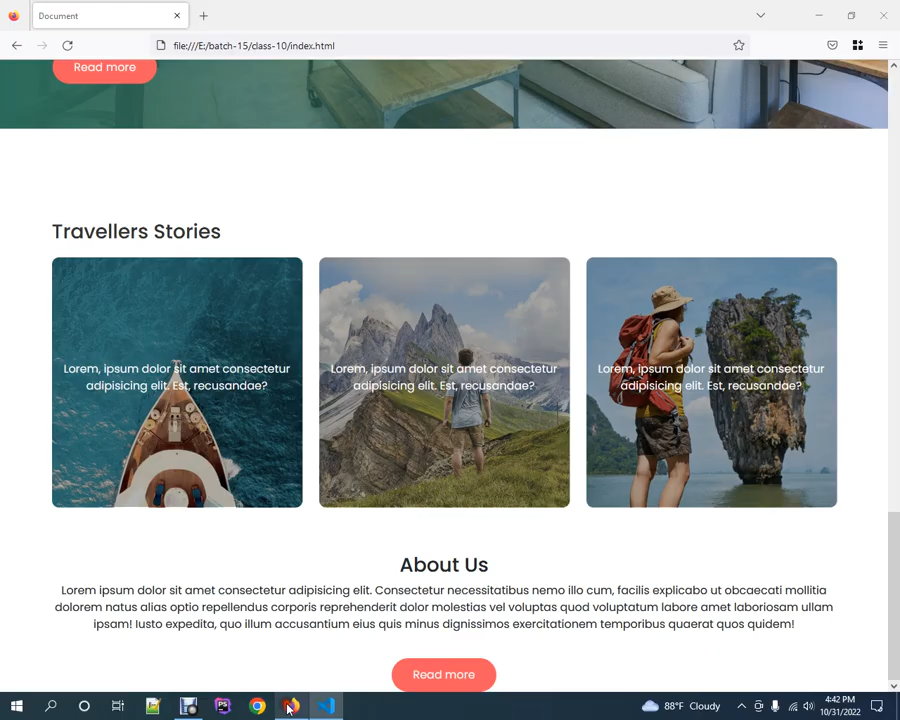 Document
file:///E:/batch-15/class-10/index.html
Read more
Travellers Stories
Lorem, ipsum dolor sit amet consectetur
adipisicing elit. Est, recusandae?
Lorem, ipsum dolor sit amet consectetur
adipisicing elit. Est, recusandae?
Lorem, ipsum dolor sit amet consectetur
adipisicing elit. Est, recusandae?
About Us
Lorem ipsum dolor sit amet consectetur adipisicing elit. Consectetur necessitatibus nemo illo cum, facilis explicabo ut obcaecati mollitia
dolorem natus alias optio repellendus corporis reprehenderit dolor molestias vel voluptas quod voluptatum labore amet laboriosam ullam
ipsam! Iusto expedita, quo illum accusantium eius quis minus dignissimos exercitationem temporibus quaerat quos quidem!
Read more
PS
88°F Cloudy
4:42 PM
10/31/2022